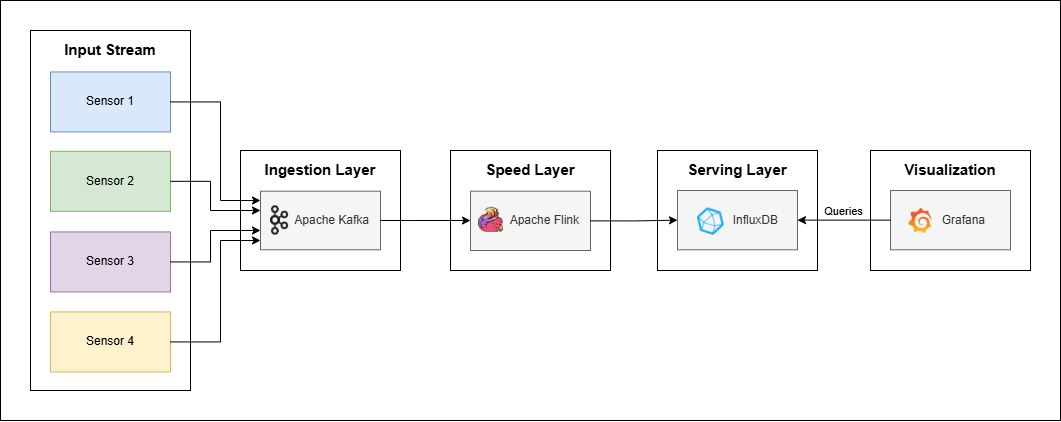 Input Stream
Sensor 1
Sensor 2
Sensor 3
Sensor 4
Ingestion Layer
Apache Kafka
Speed Layer
Apache Flink
Serving Layer
InfluxDB
Queries
Visualization
Grafana